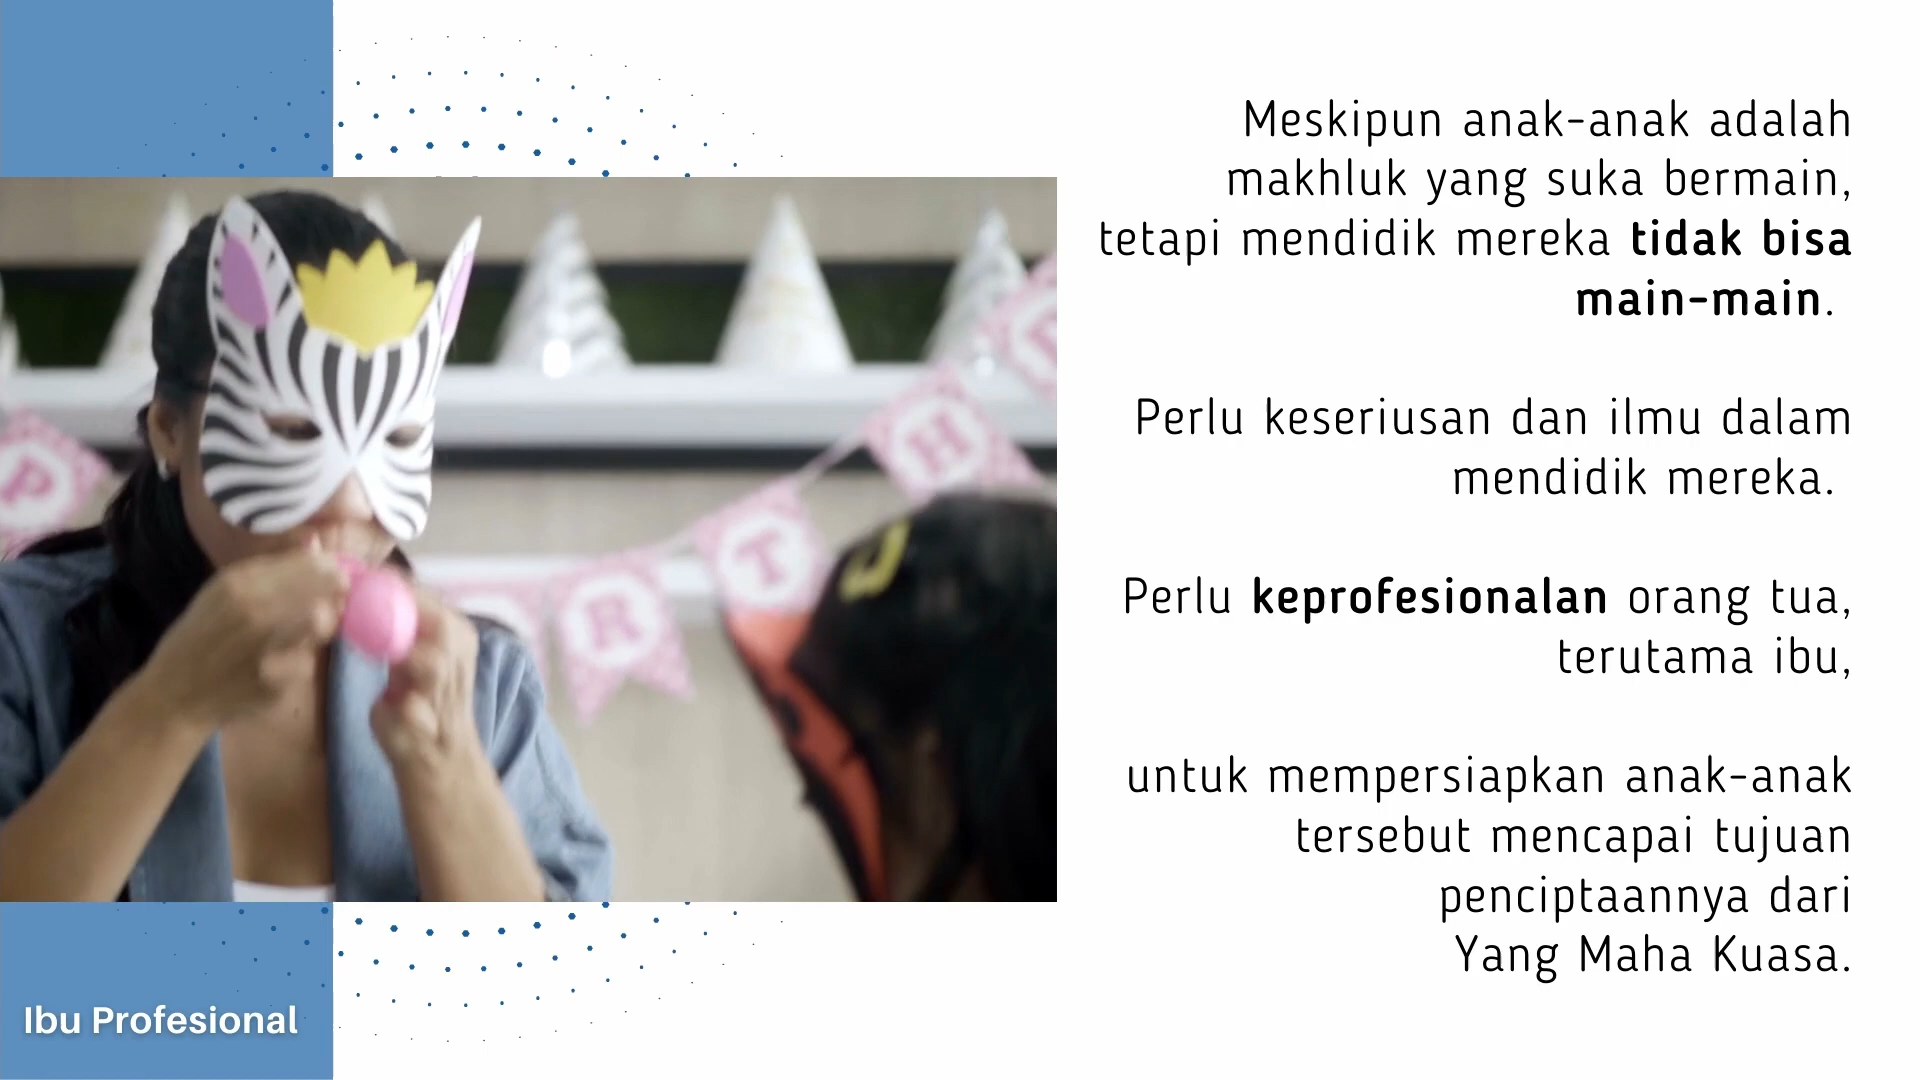 Meskipun anak-anak adalah
makhluk yang suka bermain,
tetapi mendidik mereka tidak bisa
main-main.
Perlu keseriusan dan ilmu dalam
mendidik mereka.
Perlu keprofesionalan orang tua,
terutama ibu,
untuk mempersiapkan anak-anak
tersebut mencapai tujuan
penciptaannya dari
Yang Maha Kuasa.
P
R T H
Ibu Profesional